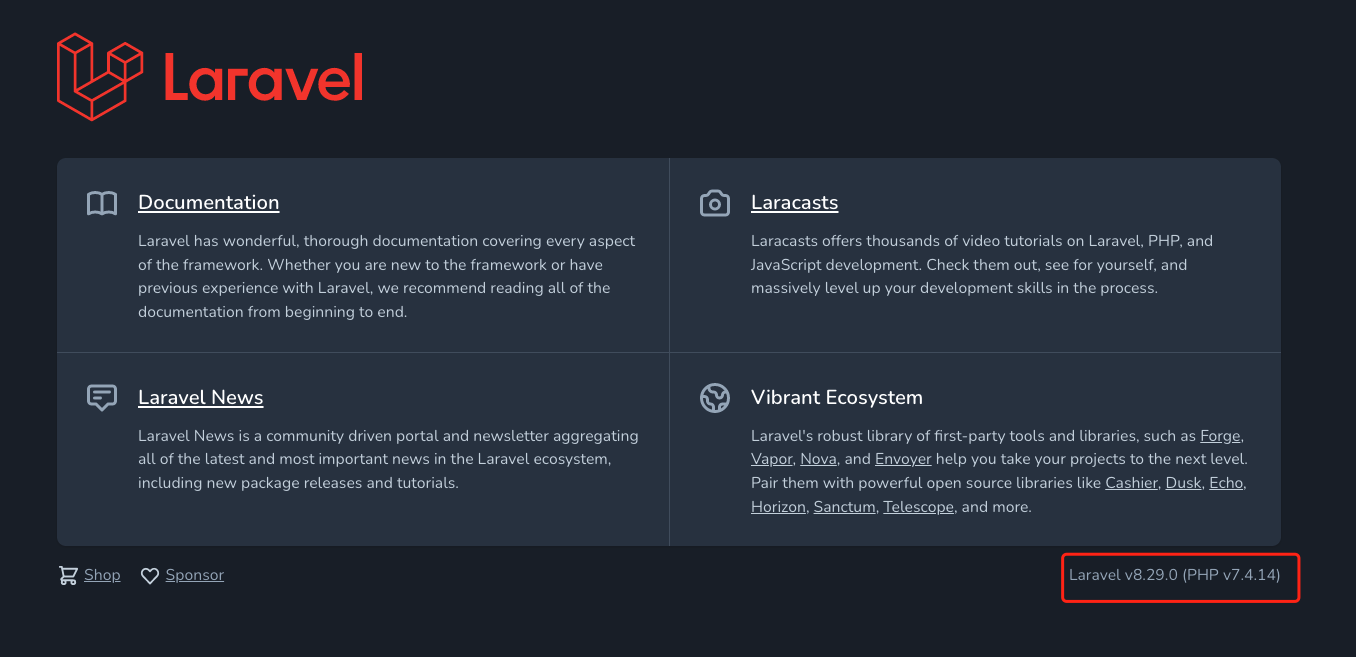 Laravel
Documentation
Laravel has wonderful, thorough documentation covering every aspect
of the framework. Whether you are new to the framework or have
previous experience with Laravel, we recommend reading all of the
documentation from beginning to end.
Laracasts
Laracasts offers thousands of video tutorials on Laravel, PHP, and
JavaScript development. Check them out, see for yourself, and
massively level up your development skills in the process.
Laravel News
Laravel News is a community driven portal and newsletter aggregating
all of the latest and most important news in the Laravel ecosystem,
including new package releases and tutorials.
Vibrant Ecosystem
Laravel's robust library of first-party tools and libraries, such as Forge,
Vapor, Nova, and Envoyer help you take your projects to the next level.
Pair them with powerful open source libraries like Cashier, Dusk, Echo,
Horizon, Sanctum, Telescope, and more.
Shop
Sponsor
Laravel v8.29.0 (PHP v7.4.14)